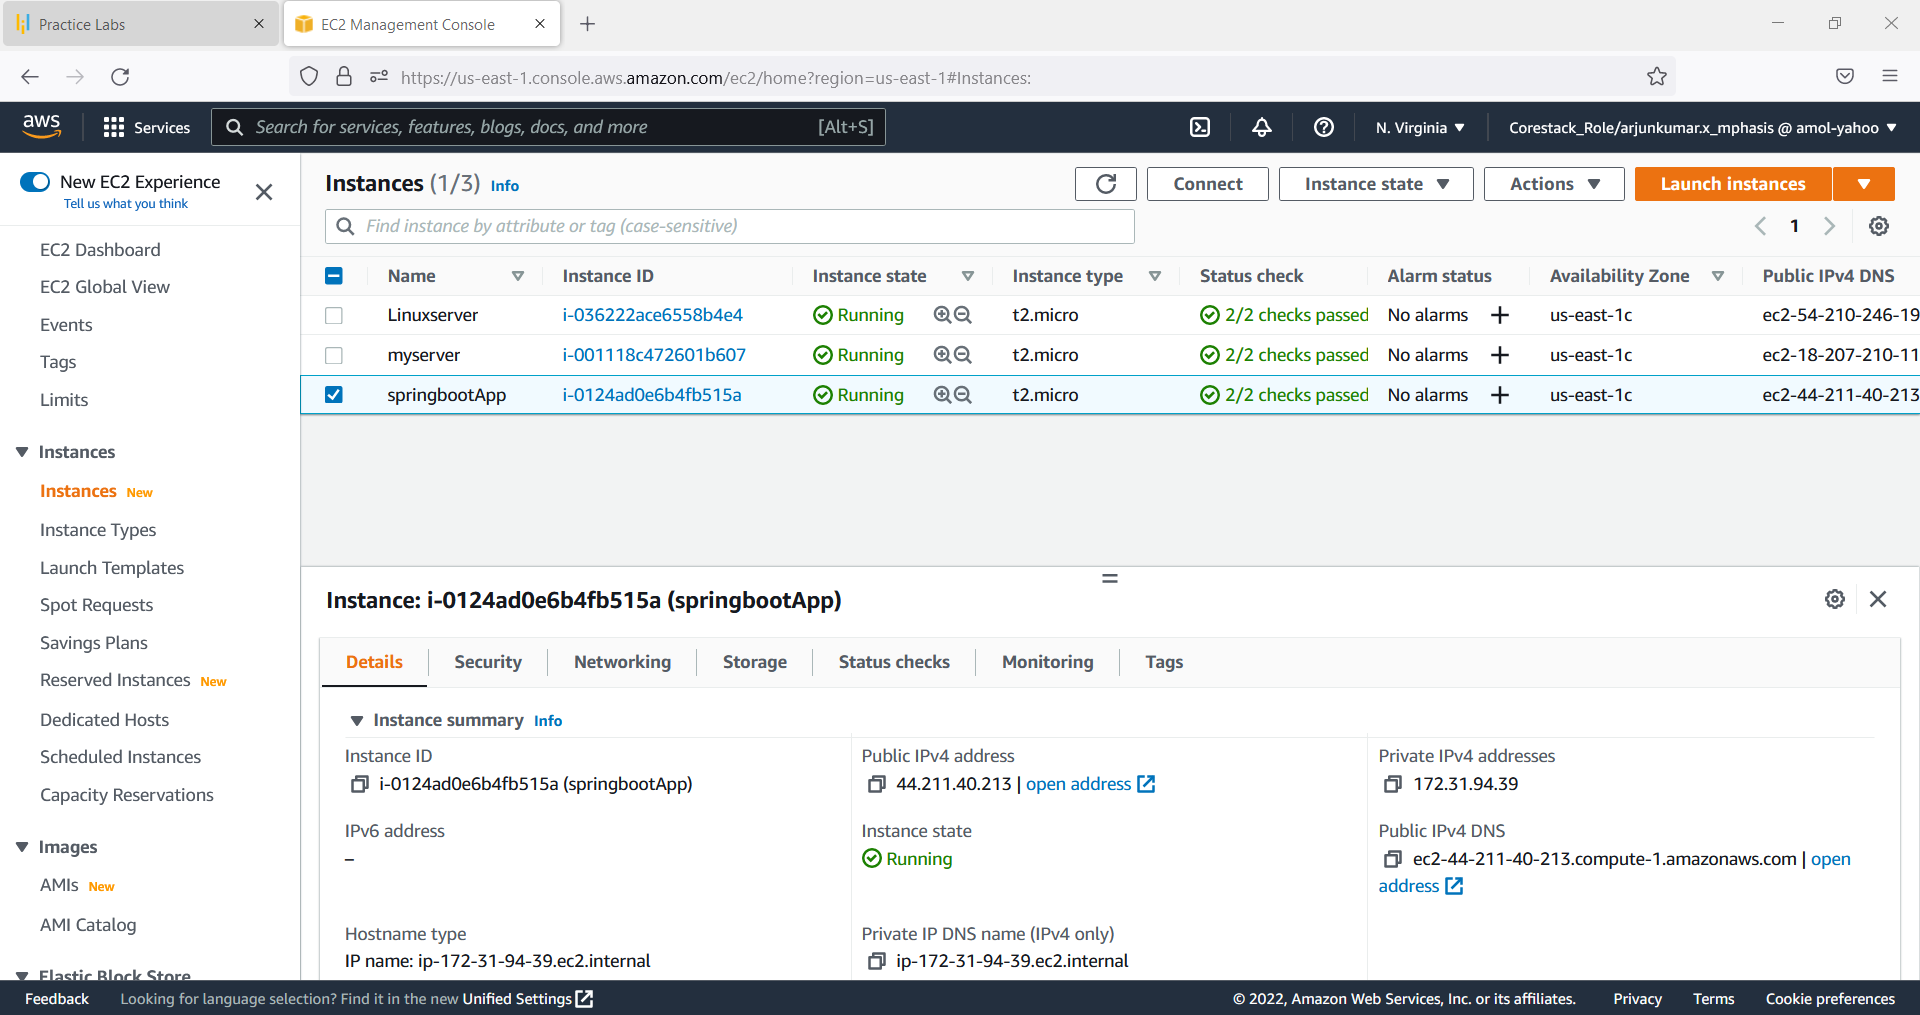 Practice Labs
EC2 Management Console
https://us-east-1.console.aws.amazon.com/ec2/home?region=us-east-1#Instances:
aws
Services
Search for services, features, blogs, docs, and more
[Alt+S]
N. Virginia
Corestack_Role/arjunkumar.x_mphasis @ amol-yahoo
New EC2 Experience
Tell us what you think
EC2 Dashboard
EC2 Global View
Events
Tags
Limits
Instances
Instances New
Instance Types
Launch Templates
Spot Requests
Savings Plans
Reserved Instances New
Dedicated Hosts
Scheduled Instances
Capacity Reservations
Images
AMIs New
AMI Catalog
Elastic Block Store
Instances (1/3) Info
Connect
Instance state
Actions
Launch instances
Find instance by attribute or tag (case-sensitive)
1
Name Instance ID Instance state Instance type Status check Alarm status Availability Zone Public IPv4 DNS
Linuxserver i-036222ace6558b4e4 Running t2.micro 2/2 checks passed No alarms us-east-1c ec2-54-210-246-19
myserver i-001118c472601b607 Running t2.micro 2/2 checks passed No alarms us-east-1c ec2-18-207-210-11
springbootApp i-0124ad0e6b4fb515a Running t2.micro 2/2 checks passed No alarms us-east-1c ec2-44-211-40-213
Instance: i-0124ad0e6b4fb515a (springbootApp)
Details Security Networking Storage Status checks Monitoring Tags
Instance summary Info
Instance ID
i-0124ad0e6b4fb515a (springbootApp)
Public IPv4 address
44.211.40.213 | open address
Private IPv4 addresses
172.31.94.39
IPv6 address
–
Instance state
Running
Public IPv4 DNS
ec2-44-211-40-213.compute-1.amazonaws.com | open
address
Hostname type
IP name: ip-172-31-94-39.ec2.internal
Private IP DNS name (IPv4 only)
ip-172-31-94-39.ec2.internal
Feedback
Looking for language selection? Find it in the new Unified Settings
© 2022, Amazon Web Services, Inc. or its affiliates.
Privacy
Terms
Cookie preferences